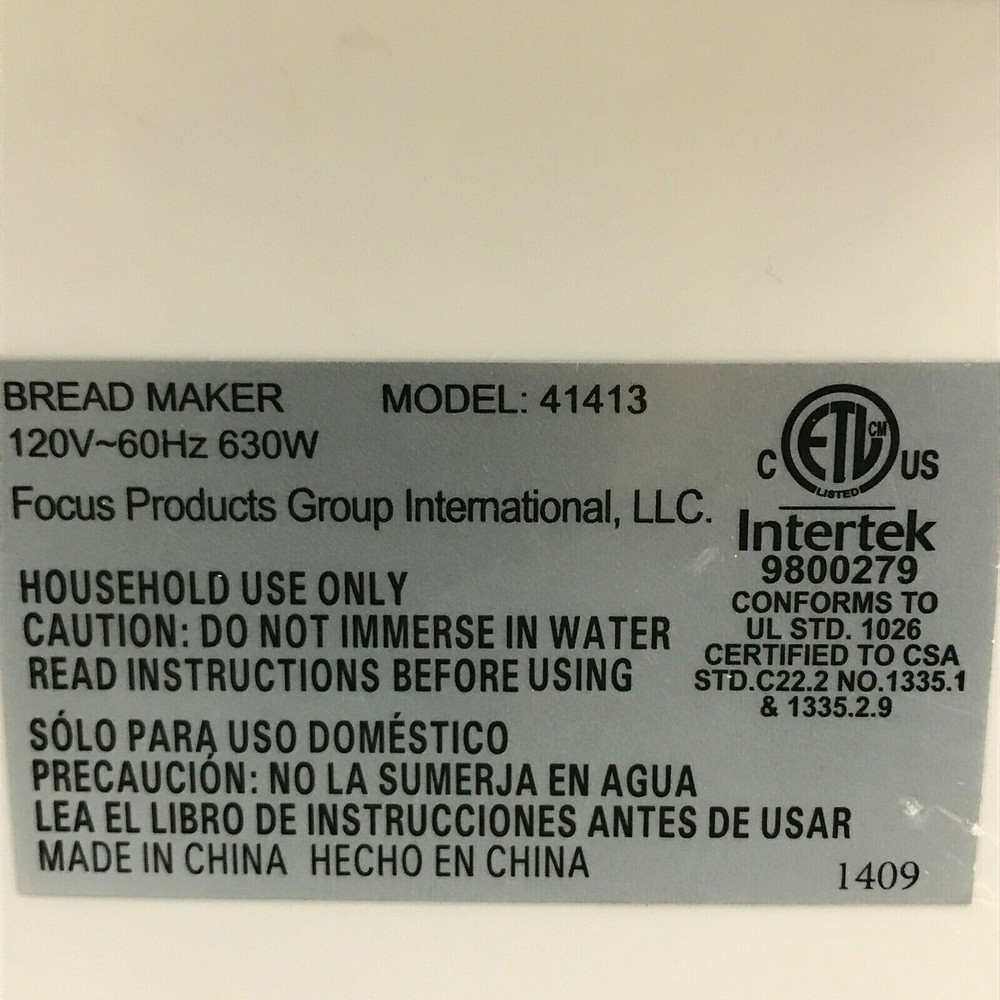 BREAD MAKER MODEL: 41413
120V~60Hz 630W
Focus Products Group International, LLC.
HOUSEHOLD USE ONLY
CAUTION: DO NOT IMMERSE IN WATER
READ INSTRUCTIONS BEFORE USING
SÓLO PARA USO DOMÉSTICO
PRECAUCIÓN: NO LA SUMERJA EN AGUA
LEA EL LIBRO DE INSTRUCCIONES ANTES DE USAR
MADE IN CHINA HECHO EN CHINA
C ETL CM US
LISTED
Intertek
9800279
CONFORMS TO
UL STD. 1026
CERTIFIED TO CSA
STD.C22.2 NO.1335.1
& 1335.2.9
1409